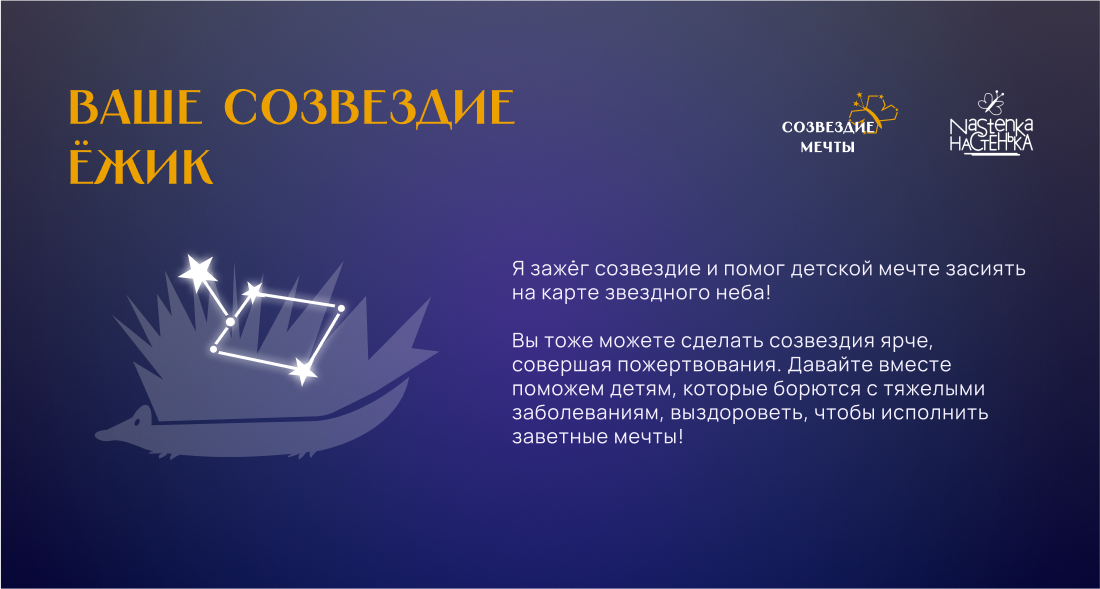 ВАШЕ СОЗВЕЗДИЕ
ЁЖИК
СОЗВЕЗДИЕ
МЕЧТЫ
Nastenka
НАСТЕНЬКА
Я зажёг созвездие и помог детской мечте засиять
на карте звездного неба!
Вы тоже можете сделать созвездия ярче,
совершая пожертвования. Давайте вместе
поможем детям, которые борются с тяжелыми
заболеваниям, выздороветь, чтобы исполнить
заветные мечты!